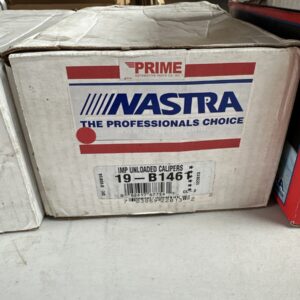 PRIME
NASTRA
THE PROFESSIONALS CHOICE
IMP UNLOADED CALIPERS
19-B1461